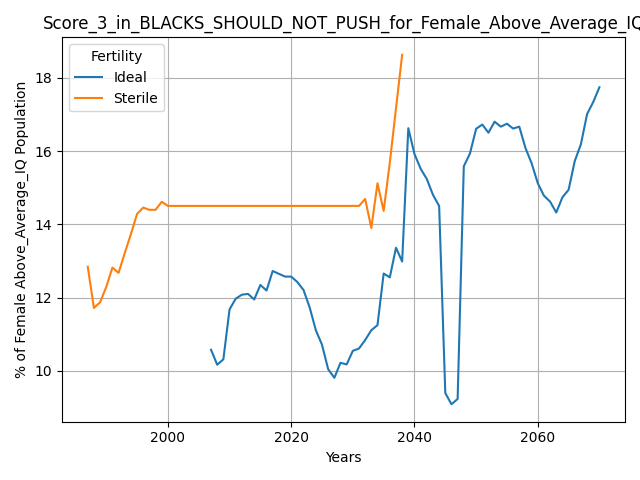 Score_3_in_BLACKS_SHOULD_NOT_PUSH_for_Female_Above_Average_IQ
Fertility
Ideal
Sterile
% of Female Above_Average_IQ Population
18
16
14
12
10
2000
2020
2040
2060
Years